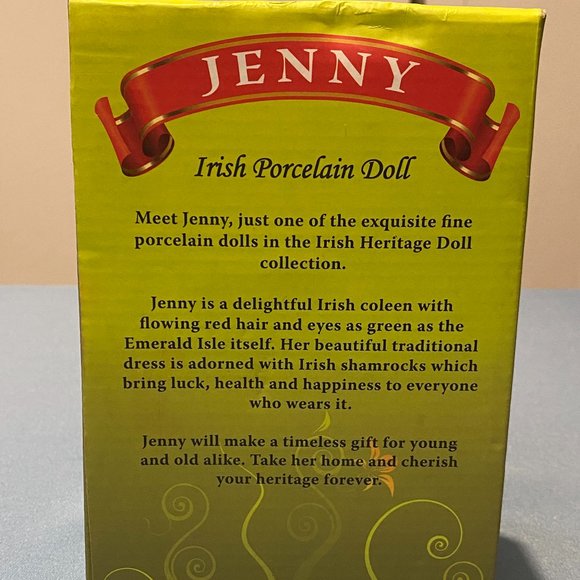 JENNY
Irish Porcelain Doll
Meet Jenny, just one of the exquisite fine
porcelain dolls in the Irish Heritage Doll
collection.
Jenny is a delightful Irish coleen with
flowing red hair and eyes as green as the
Emerald Isle itself. Her beautiful traditional
dress is adorned with Irish shamrocks which
bring luck, health and happiness to everyone
who wears it.
Jenny will make a timeless gift for young
and old alike. Take her home and cherish
your heritage forever.